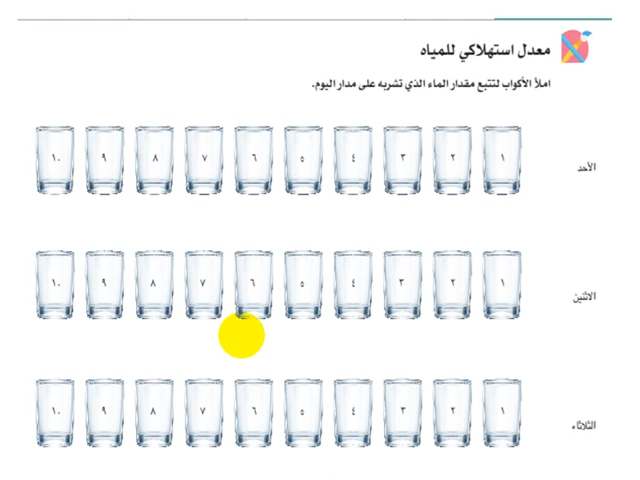 معدل استهلاكي للمياه
املأ الأكواب لتتبع مقدار الماء الذي تشربه على مدار اليوم.
الأحد
١ ٢ ٣ ٤ ٥ ٦ ٧ ٨ ٩ ١٠
الاثنين
١ ٢ ٣ ٤ ٥ ٦ ٧ ٨ ٩ ١٠
الثلاثاء
١ ٢ ٣ ٤ ٥ ٦ ٧ ٨ ٩ ١٠